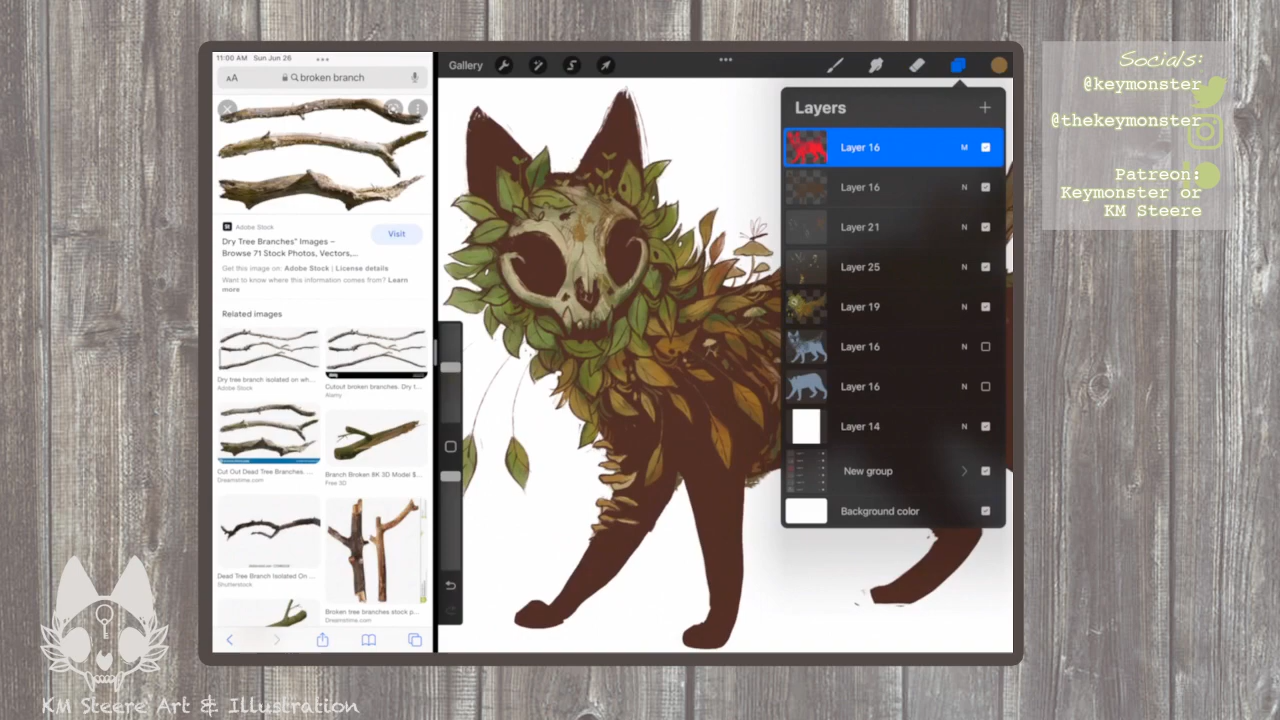 11:00 AM Sun Jun 26
AA
broken branch
Adobe Stock
Dry Tree Branches" Images –
Browse 71 Stock Photos, Vectors,...
Visit
Get this image on: Adobe Stock | License details
Want to know where this information comes from? Learn
more
Related images
Dry tree branch isolated on wh...
Adobe Stock
Cutout broken branches. Dry t...
Alamy
Cut Out Dead Tree Branches. ...
Dreamstime.com
Branch Broken 8K 3D Model $...
Free 3D
Dead Tree Branch Isolated On ...
Shutterstock
Broken tree branches stock p...
Dreamstime.com
Gallery
Layers
Layer 16 M
Layer 16 N
Layer 21 N
Layer 25 N
Layer 19 N
Layer 16 N
Layer 16 N
Layer 14 N
New group
Background color
Socials:
@keymonster
@thekeymonster
Patreon:
Keymonster or
KM Steere
KM Steere Art & Illustration